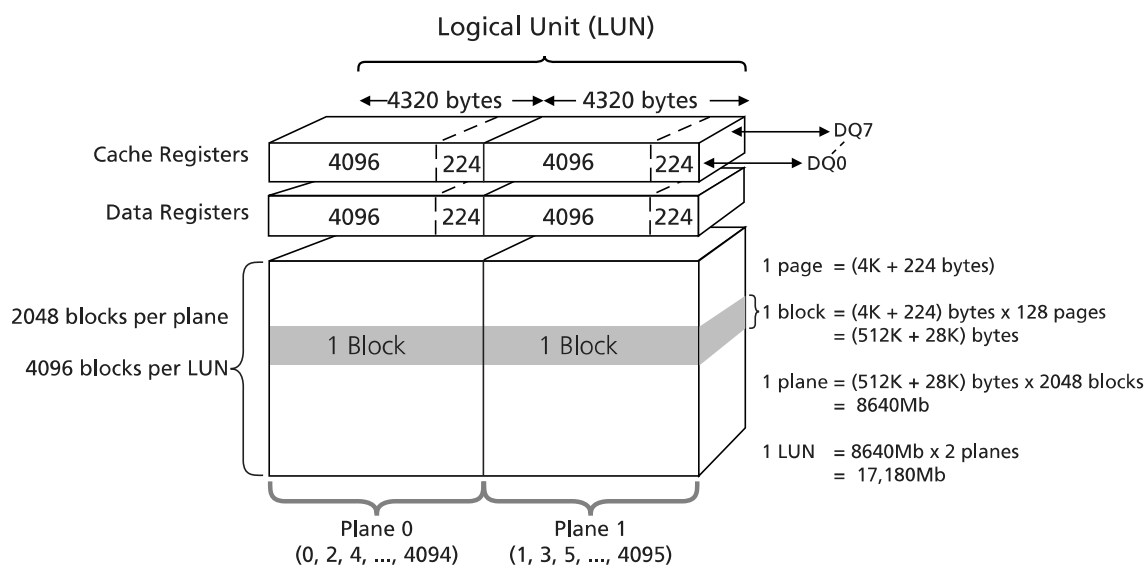 Logical Unit (LUN)
4320 bytes 4320 bytes
DQ7
Cache Registers 4096 224 4096 224 DQ0
Data Registers 4096 224 4096 224
1 page = (4K + 224 bytes)
2048 blocks per plane
1 Block 1 Block
4096 blocks per LUN
1 block = (4K + 224) bytes x 128 pages
= (512K + 28K) bytes
1 plane = (512K + 28K) bytes x 2048 blocks
= 8640Mb
1 LUN = 8640Mb x 2 planes
= 17,180Mb
Plane 0 Plane 1
(0, 2, 4, ..., 4094) (1, 3, 5, ..., 4095)